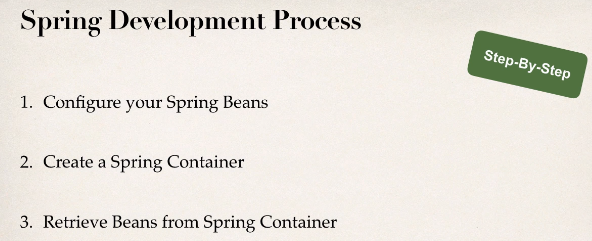 Spring Development Process
Step-By-Step
1. Configure your Spring Beans
2. Create a Spring Container
3. Retrieve Beans from Spring Container